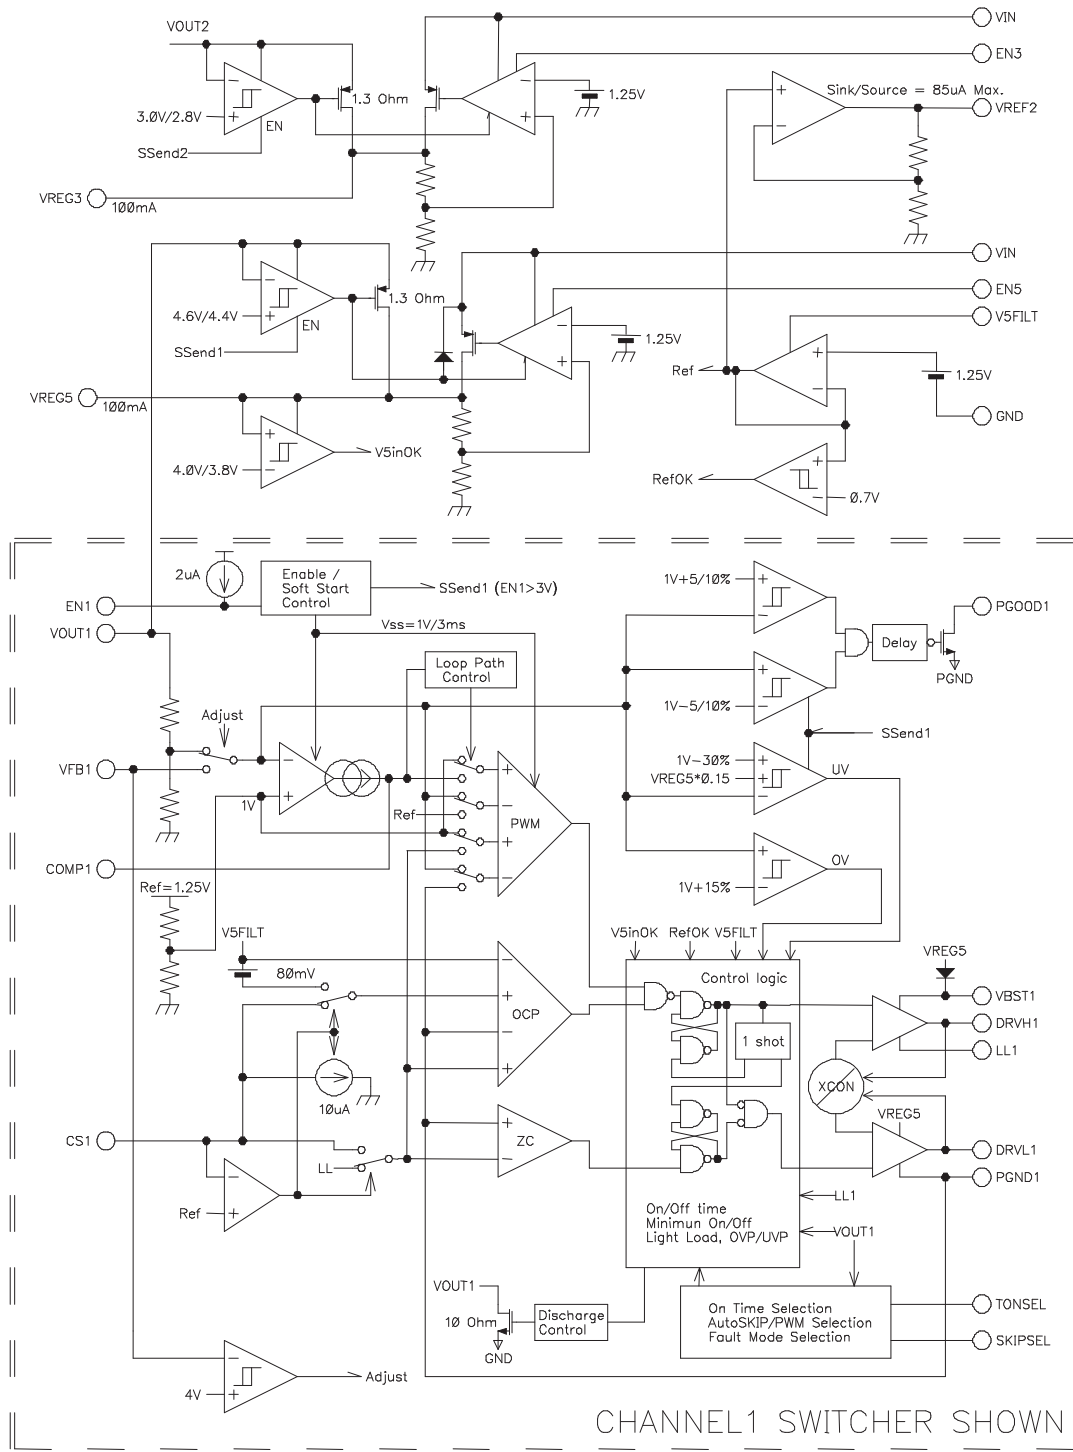 VOUT2
VIN
EN3
1.3 Ohm
1.25V
3.0V/2.8V
EN
SSend2
Sink/Source = 85uA Max.
VREF2
VREG3
100mA
VIN
EN5
1.3 Ohm
4.6V/4.4V
EN
V5FILT
SSend1
1.25V
Ref
1.25V
VREG5
100mA
GND
V5inOK
4.0V/3.8V
RefOK
0.7V
2uA
Enable /
Soft Start
Control
SSend1 (EN1>3V)
1V+5/10%
EN1
PGOOD1
VOUT1
Vss=1V/3ms
Delay
Loop Path
Control
PGND
1V-5/10%
Adjust
SSend1
VFB1
1V-30%
VREG5*0.15
UV
1V
Ref
PWM
COMP1
OV
Ref=1.25V
1V+15%
V5FILT
V5inOK RefOK V5FILT
VREG5
80mV
Control logic
VBST1
OCP
DRVH1
1 shot
LL1
XCON
10uA
VREG5
CS1
ZC
DRVL1
LL
PGND1
Ref
LL1
On/Off time
Minimun On/Off
Light Load, OVP/UVP
VOUT1
VOUT1
10 Ohm
Discharge
Control
GND
On Time Selection
AutoSKIP/PWM Selection
Fault Mode Selection
TONSEL
SKIPSEL
Adjust
4V
CHANNEL1 SWITCHER SHOWN